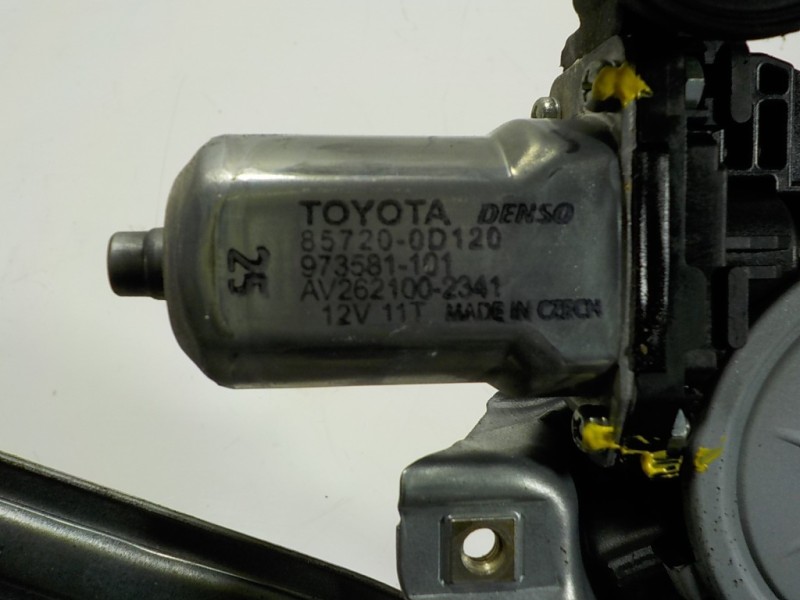 TOYOTA DENSO
85720-0D120
973581-101
AV262100-2341
12V 11T MADE IN CZECH
25